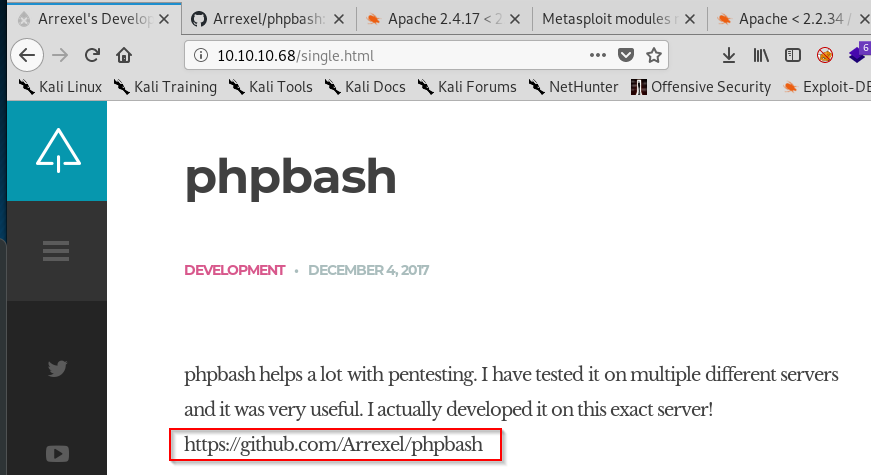 Arrexel's Develop
Arrexel/phpbash:
Apache 2.4.17 < 2
Metasploit modules r
Apache < 2.2.34 /
10.10.10.68/single.html
6
Kali Linux
Kali Training
Kali Tools
Kali Docs
Kali Forums
NetHunter
Offensive Security
Exploit-DB
phpbash
DEVELOPMENT • DECEMBER 4, 2017
phpbash helps a lot with pentesting. I have tested it on multiple different servers
and it was very useful. I actually developed it on this exact server!
https://github.com/Arrexel/phpbash